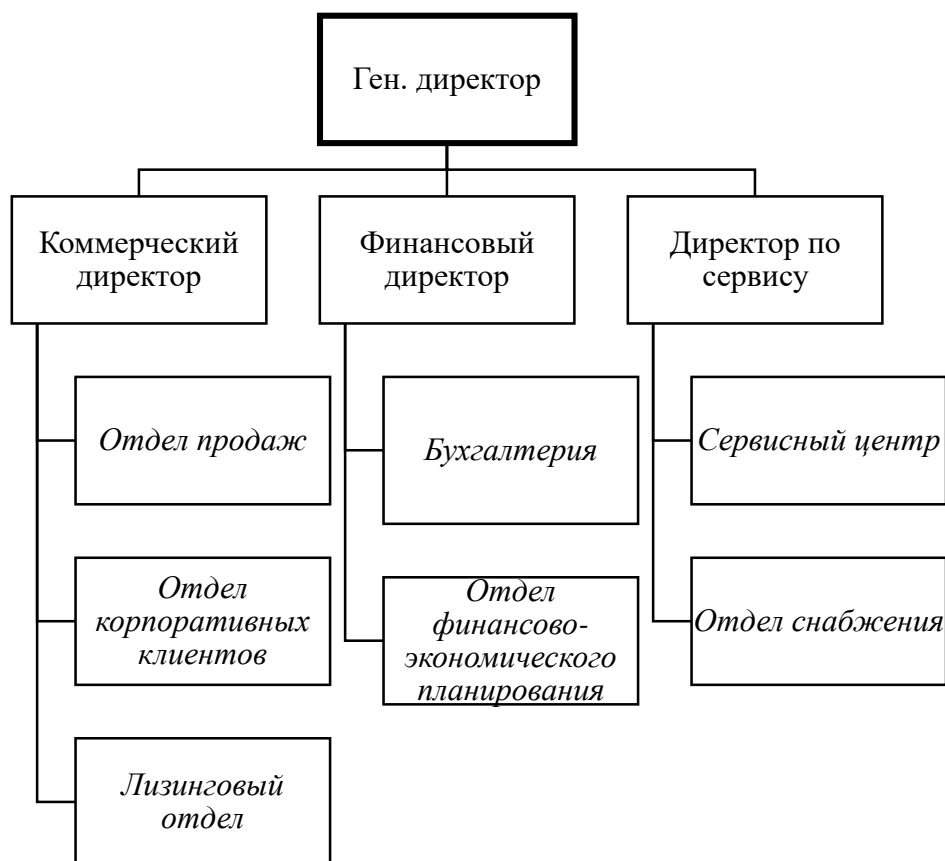 Ген. директор
Коммерческий
директор
Финансовый
директор
Директор по
сервису
Отдел продаж
Бухгалтерия
Сервисный центр
Отдел
корпоративных
клиентов
Отдел
финансово-
экономического
планирования
Отдел снабжения
Лизинговый
отдел